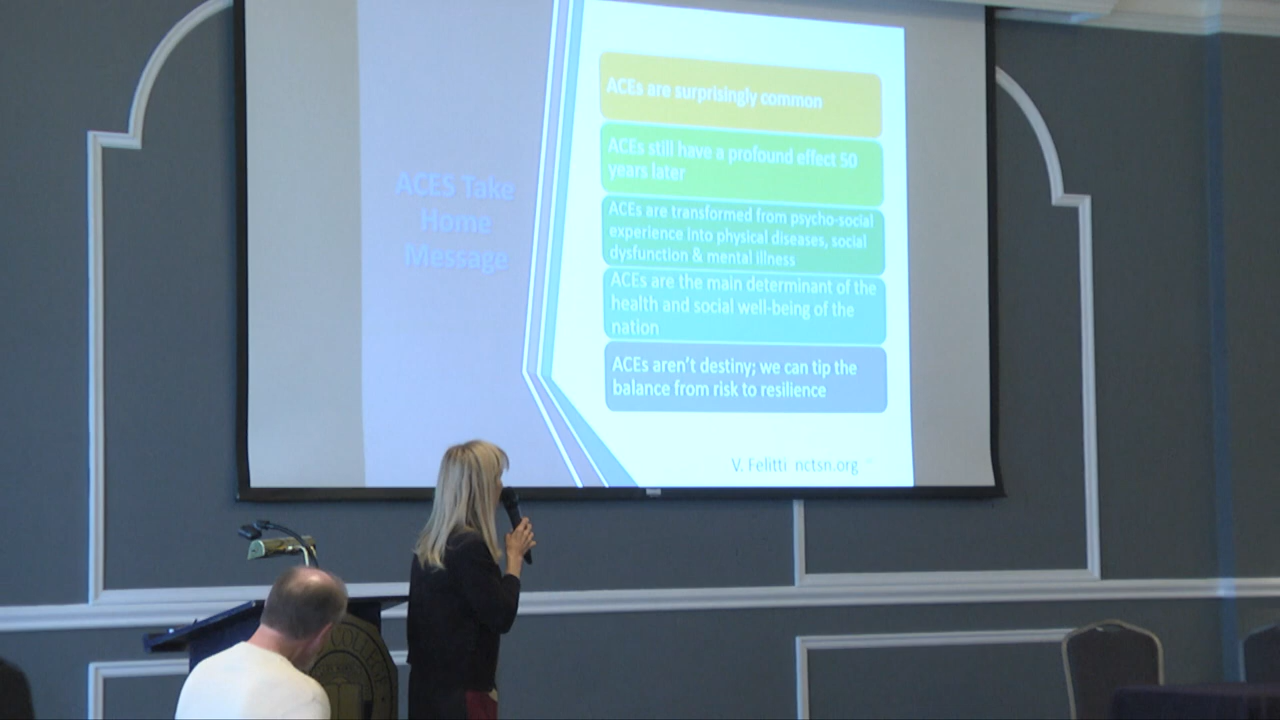 ACES Take
Home
Message
ACEs are surprisingly common
ACEs still have a profound effect 50
years later
ACEs are transformed from psycho-social
experience into physical diseases, social
dysfunction & mental illness
ACEs are the main determinant of the
health and social well-being of the
nation
ACEs aren't destiny; we can tip the
balance from risk to resilience
V. Felitti nctsn.org
COLLEGE